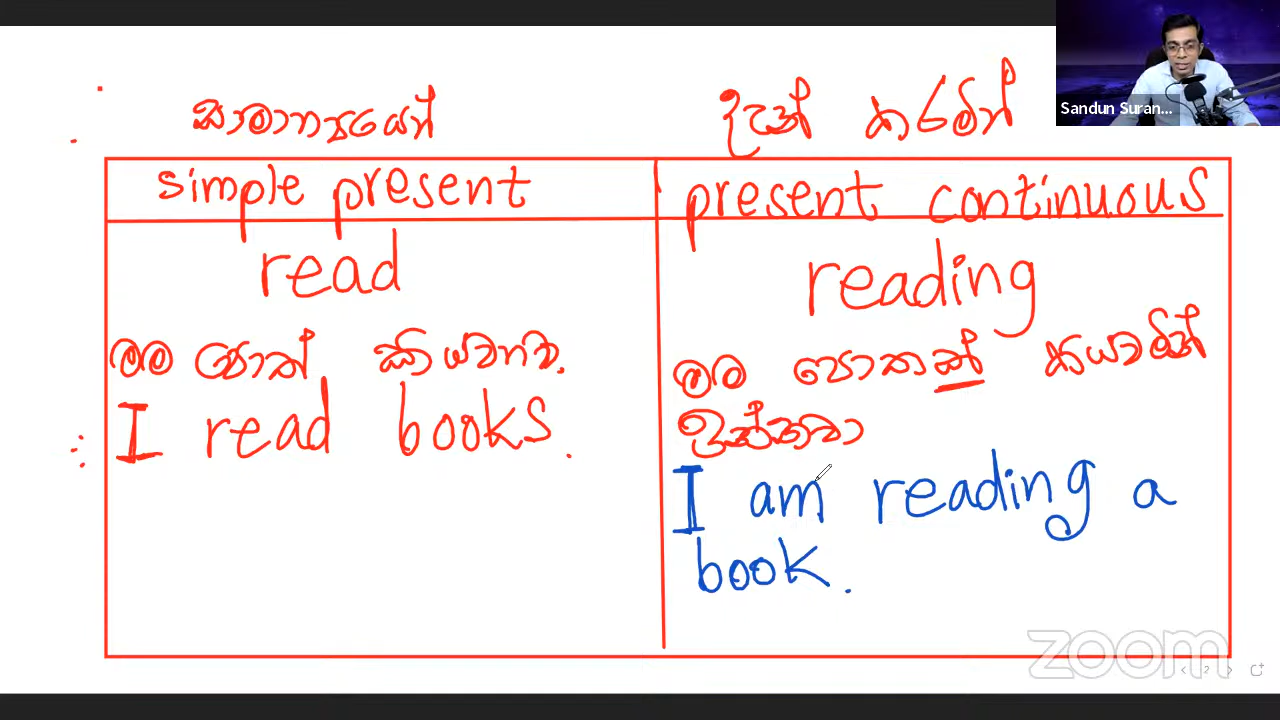 සාමාන්‍යයෙන්
දැන් කරමින්
Sandun Suran...
simple present
present continuous
read
reading
මම පොත් කියවනව.
I read books.
මම පොතක් කියවමින්
ඉන්නවා
I am reading a
book.
zoom
2